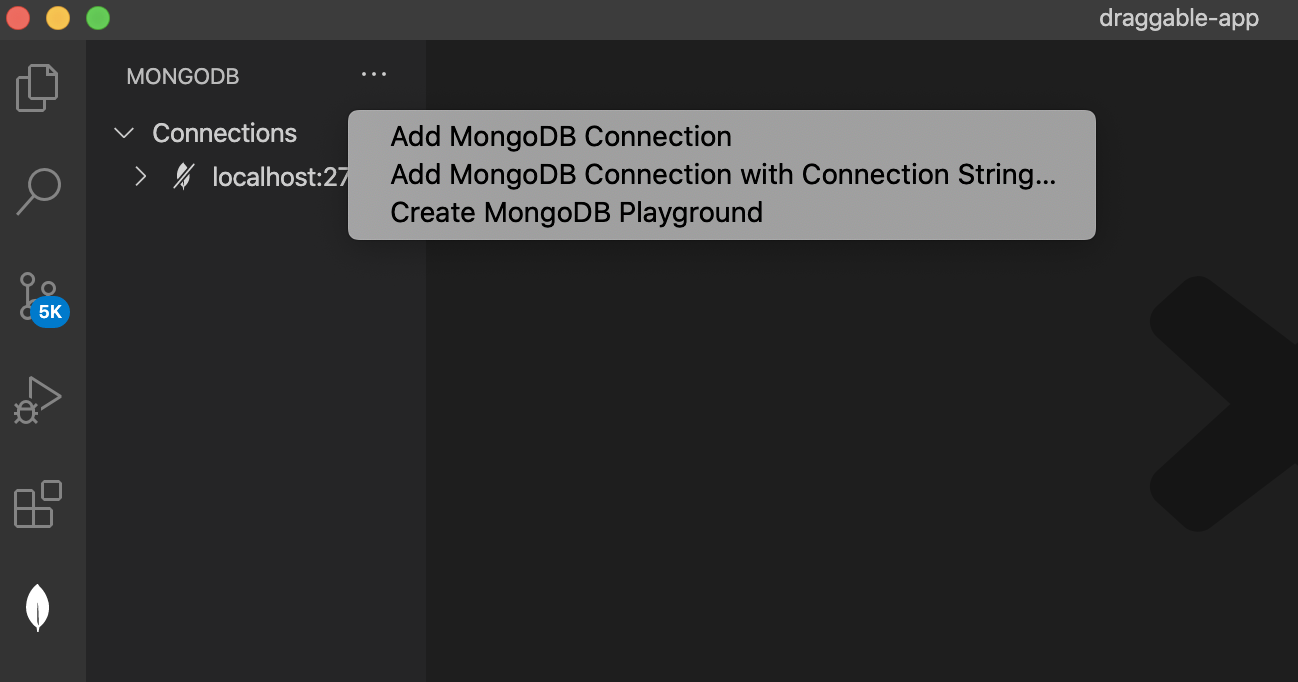 draggable-app
MONGODB
Connections
localhost:27
Add MongoDB Connection
Add MongoDB Connection with Connection String...
Create MongoDB Playground
5K